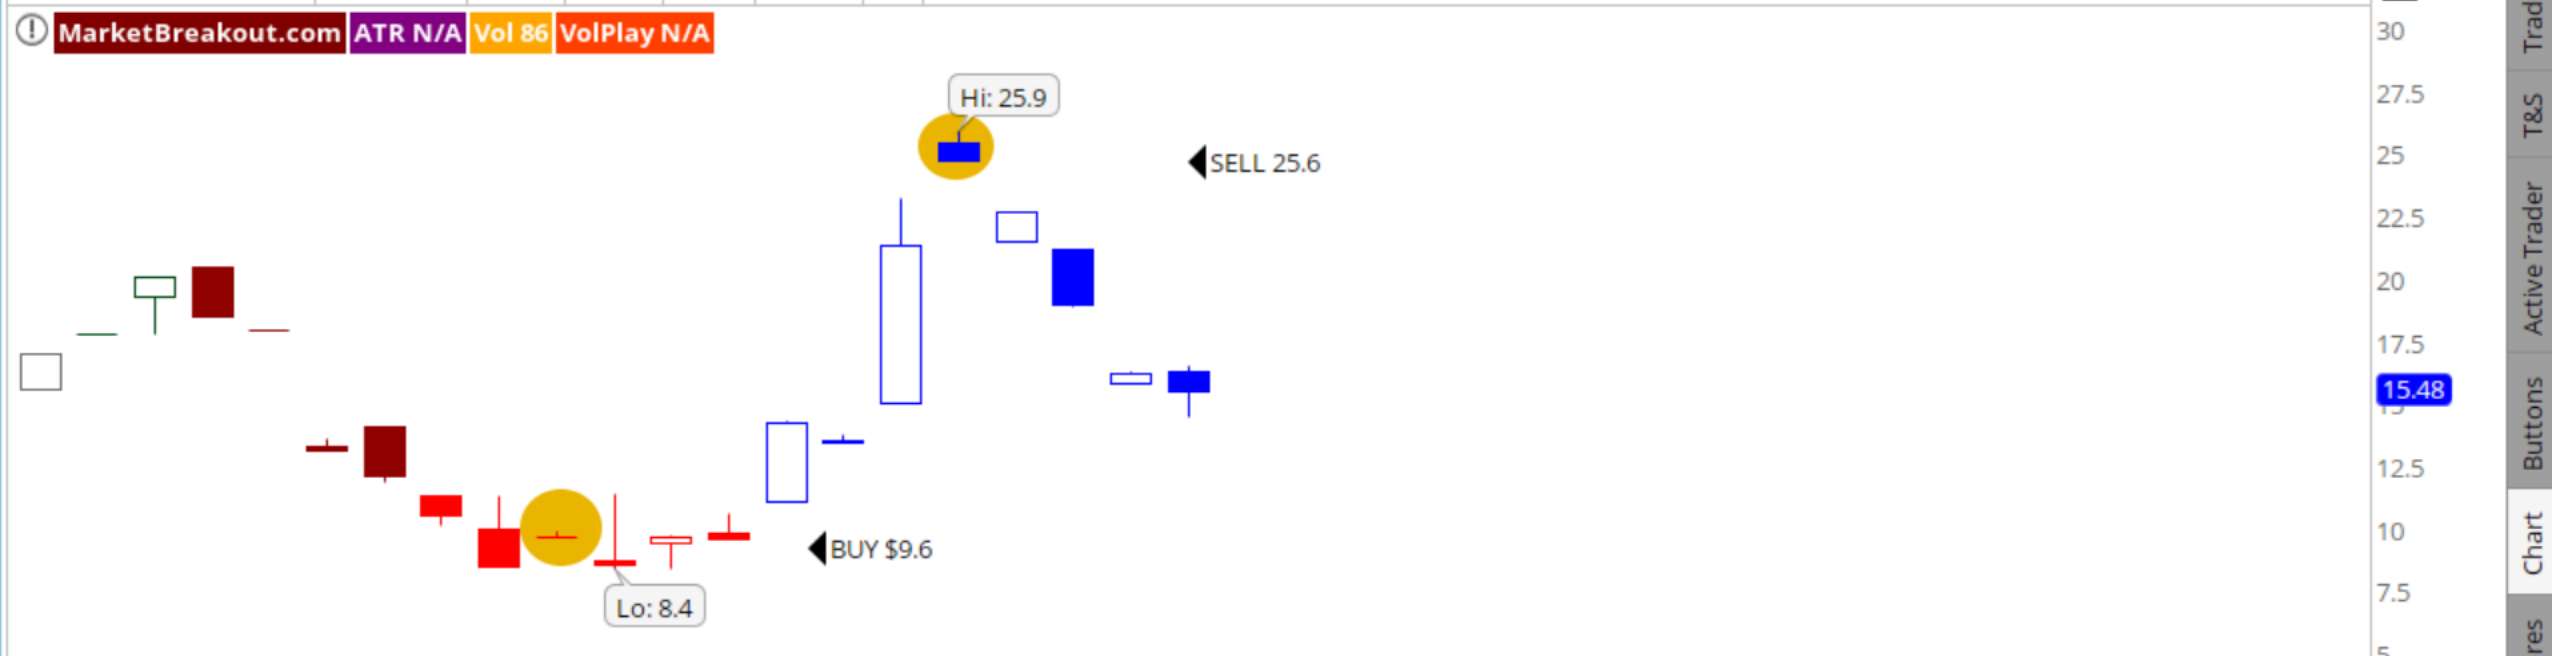 MarketBreakout.com ATR N/A Vol 86 VolPlay N/A
Hi: 25.9
SELL 25.6
BUY $9.6
Lo: 8.4
30
27.5
25
22.5
20
17.5
15.48
15
12.5
10
7.5
5
Trad
T&S
Active Trader
Buttons
Chart
res